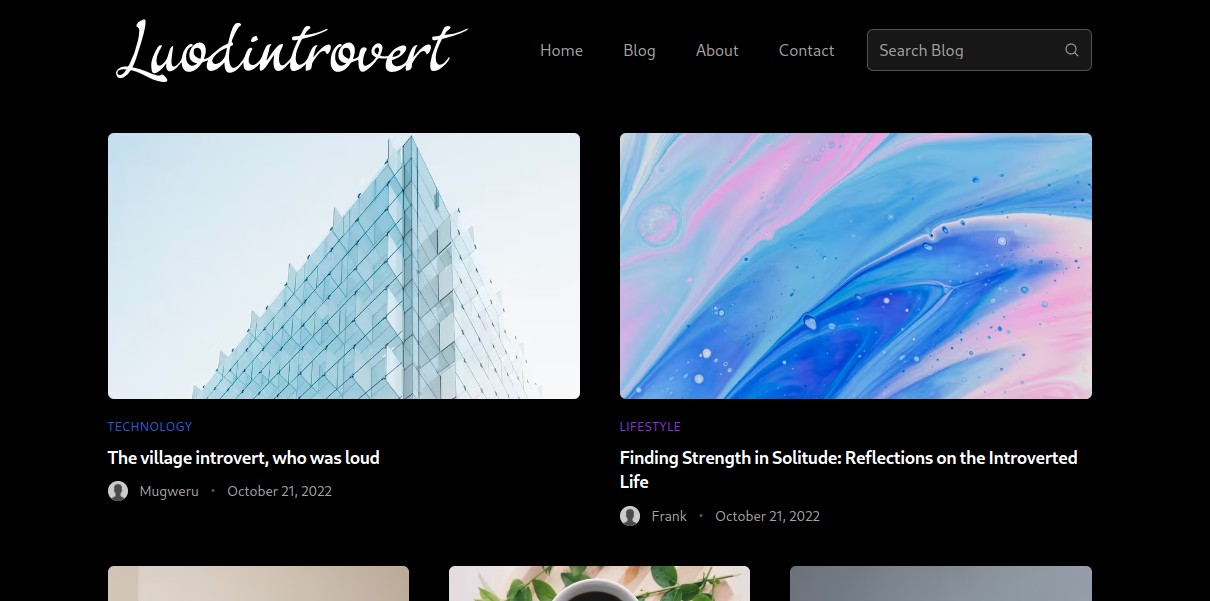 Luodintrovert
Home
Blog
About
Contact
Search Blog
TECHNOLOGY
The village introvert, who was loud
Mugweru • October 21, 2022
LIFESTYLE
Finding Strength in Solitude: Reflections on the Introverted
Life
Frank • October 21, 2022